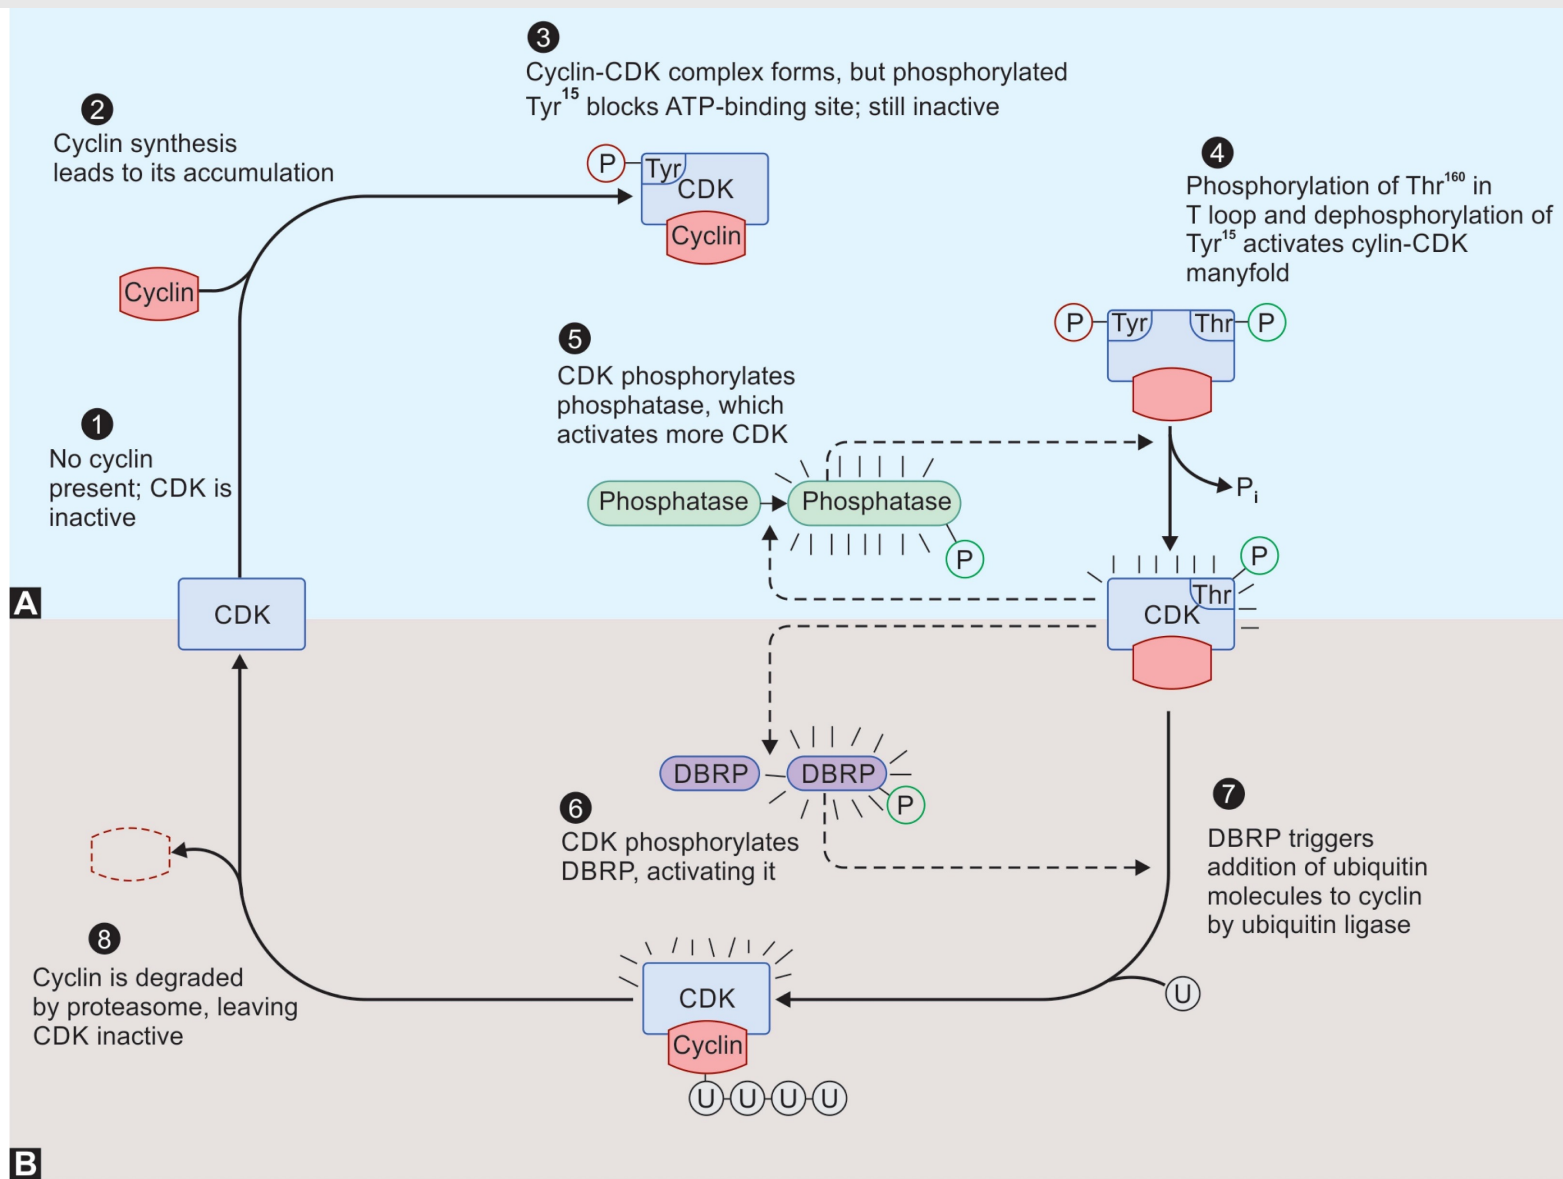 3
Cyclin-CDK complex forms, but phosphorylated
Tyr¹⁵ blocks ATP-binding site; still inactive
2
Cyclin synthesis
leads to its accumulation
P
Tyr
CDK
Cyclin
4
Phosphorylation of Thr¹⁶⁰ in
T loop and dephosphorylation of
Tyr¹⁵ activates cylin-CDK
manyfold
Cyclin
P
Tyr
Thr
P
5
CDK phosphorylates
phosphatase, which
activates more CDK
1
No cyclin
present; CDK is
inactive
Phosphatase
Phosphatase
P
Pᵢ
P
Thr
CDK
A
CDK
DBRP
DBRP
P
6
CDK phosphorylates
DBRP, activating it
7
DBRP triggers
addition of ubiquitin
molecules to cyclin
by ubiquitin ligase
8
Cyclin is degraded
by proteasome, leaving
CDK inactive
CDK
Cyclin
U
U
U
U
U
B